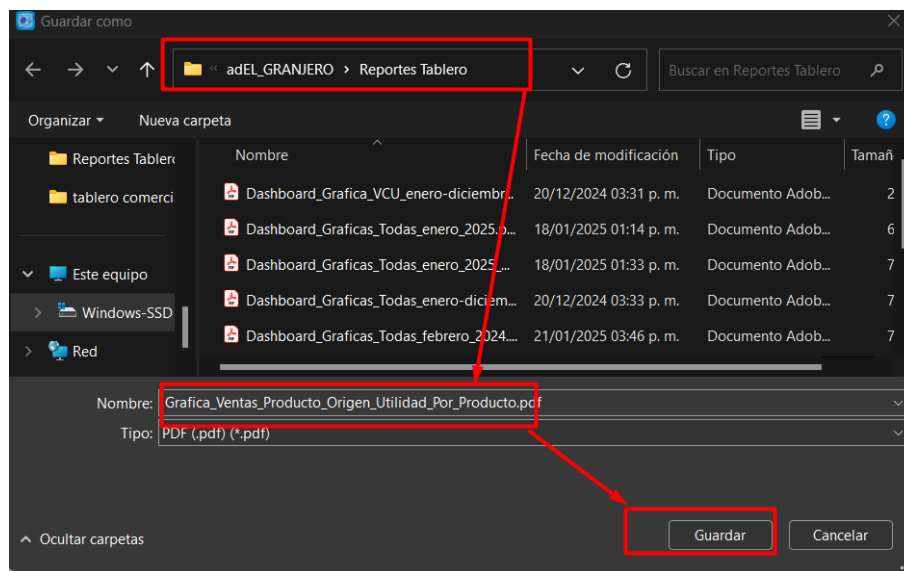 Guardar como
adEL_GRANJERO > Reportes Tablero
Buscar en Reportes Tablero
Organizar
Nueva carpeta
Reportes Tablero
tablero comerci
Este equipo
Windows-SSD
Red
Nombre Fecha de modificación Tipo Tamañ
Dashboard_Grafica_VCU_enero-diciembr... 20/12/2024 03:31 p. m. Documento Adob... 2
Dashboard_Graficas_Todas_enero_2025.p... 18/01/2025 01:14 p. m. Documento Adob... 6
Dashboard_Graficas_Todas_enero_2025_... 18/01/2025 01:33 p. m. Documento Adob... 7
Dashboard_Graficas_Todas_enero-diciem... 20/12/2024 03:33 p. m. Documento Adob... 7
Dashboard_Graficas_Todas_febrero_2024.... 21/01/2025 03:46 p. m. Documento Adob... 7
Nombre: Grafica_Ventas_Producto_Origen_Utilidad_Por_Producto.pdf
Tipo: PDF (.pdf) (*.pdf)
Ocultar carpetas
Guardar
Cancelar